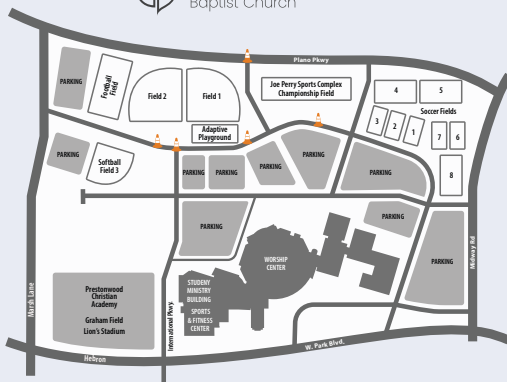 Baptist Church
Plano Pkwy
PARKING
Football
Field
Field 2
Field 1
Joe Perry Sports Complex
Championship Field
4
5
Soccer Fields
3
2
1
7
6
8
Adaptive
Playground
PARKING
Softball
Field 3
PARKING
PARKING
PARKING
PARKING
PARKING
PARKING
PARKING
PARKING
Midway Rd
WORSHIP
CENTER
STUDENT
MINISTRY
BUILDING
SPORTS
& FITNESS
CENTER
Prestonwood
Christian
Academy
Graham Field
Lion's Stadium
Marsh Lane
International Pkwy.
Hebron
W. Park Blvd.